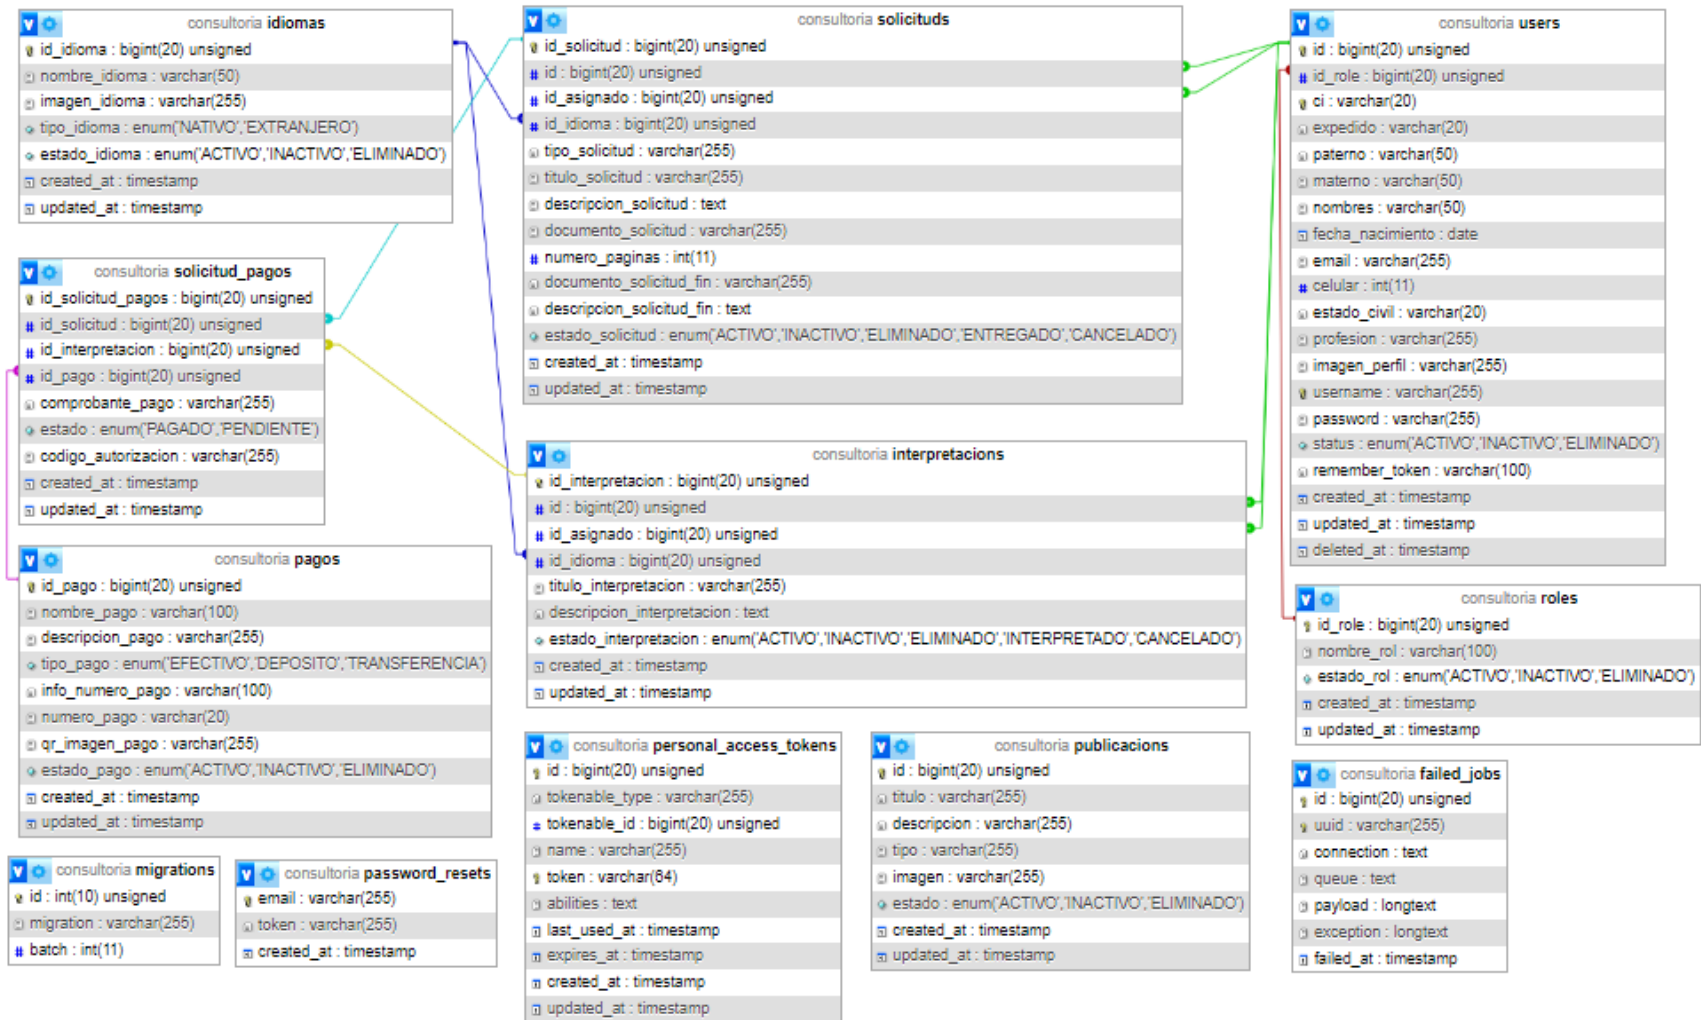 consultoria idiomas
id_idioma : bigint(20) unsigned
nombre_idioma : varchar(50)
imagen_idioma : varchar(255)
tipo_idioma : enum('NATIVO','EXTRANJERO')
estado_idioma : enum('ACTIVO','INACTIVO','ELIMINADO')
created_at : timestamp
updated_at : timestamp
consultoria solicitud_pagos
id_solicitud_pagos : bigint(20) unsigned
id_solicitud : bigint(20) unsigned
id_interpretacion : bigint(20) unsigned
id_pago : bigint(20) unsigned
comprobante_pago : varchar(255)
estado : enum('PAGADO','PENDIENTE')
codigo_autorizacion : varchar(255)
created_at : timestamp
updated_at : timestamp
consultoria pagos
id_pago : bigint(20) unsigned
nombre_pago : varchar(100)
descripcion_pago : varchar(255)
tipo_pago : enum('EFECTIVO','DEPOSITO','TRANSFERENCIA')
info_numero_pago : varchar(100)
numero_pago : varchar(20)
qr_imagen_pago : varchar(255)
estado_pago : enum('ACTIVO','INACTIVO','ELIMINADO')
created_at : timestamp
updated_at : timestamp
consultoria migrations
id : int(10) unsigned
migration : varchar(255)
batch : int(11)
consultoria password_resets
email : varchar(255)
token : varchar(255)
created_at : timestamp
consultoria solicituds
id_solicitud : bigint(20) unsigned
id : bigint(20) unsigned
id_asignado : bigint(20) unsigned
id_idioma : bigint(20) unsigned
tipo_solicitud : varchar(255)
titulo_solicitud : varchar(255)
descripcion_solicitud : text
documento_solicitud : varchar(255)
numero_paginas : int(11)
documento_solicitud_fin : varchar(255)
descripcion_solicitud_fin : text
estado_solicitud : enum('ACTIVO','INACTIVO','ELIMINADO','ENTREGADO','CANCELADO')
created_at : timestamp
updated_at : timestamp
consultoria interpretacions
id_interpretacion : bigint(20) unsigned
id : bigint(20) unsigned
id_asignado : bigint(20) unsigned
id_idioma : bigint(20) unsigned
titulo_interpretacion : varchar(255)
descripcion_interpretacion : text
estado_interpretacion : enum('ACTIVO','INACTIVO','ELIMINADO','INTERPRETADO','CANCELADO')
created_at : timestamp
updated_at : timestamp
consultoria personal_access_tokens
id : bigint(20) unsigned
tokenable_type : varchar(255)
tokenable_id : bigint(20) unsigned
name : varchar(255)
token : varchar(64)
abilities : text
last_used_at : timestamp
expires_at : timestamp
created_at : timestamp
updated_at : timestamp
consultoria publicacions
id : bigint(20) unsigned
titulo : varchar(255)
descripcion : varchar(255)
tipo : varchar(255)
imagen : varchar(255)
estado : enum('ACTIVO','INACTIVO','ELIMINADO')
created_at : timestamp
updated_at : timestamp
consultoria users
id : bigint(20) unsigned
id_role : bigint(20) unsigned
ci : varchar(20)
expedido : varchar(20)
paterno : varchar(50)
materno : varchar(50)
nombres : varchar(50)
fecha_nacimiento : date
email : varchar(255)
celular : int(11)
estado_civil : varchar(20)
profesion : varchar(255)
imagen_perfil : varchar(255)
username : varchar(255)
password : varchar(255)
status : enum('ACTIVO','INACTIVO','ELIMINADO')
remember_token : varchar(100)
created_at : timestamp
updated_at : timestamp
deleted_at : timestamp
consultoria roles
id_role : bigint(20) unsigned
nombre_rol : varchar(100)
estado_rol : enum('ACTIVO','INACTIVO','ELIMINADO')
created_at : timestamp
updated_at : timestamp
consultoria failed_jobs
id : bigint(20) unsigned
uuid : varchar(255)
connection : text
queue : text
payload : longtext
exception : longtext
failed_at : timestamp